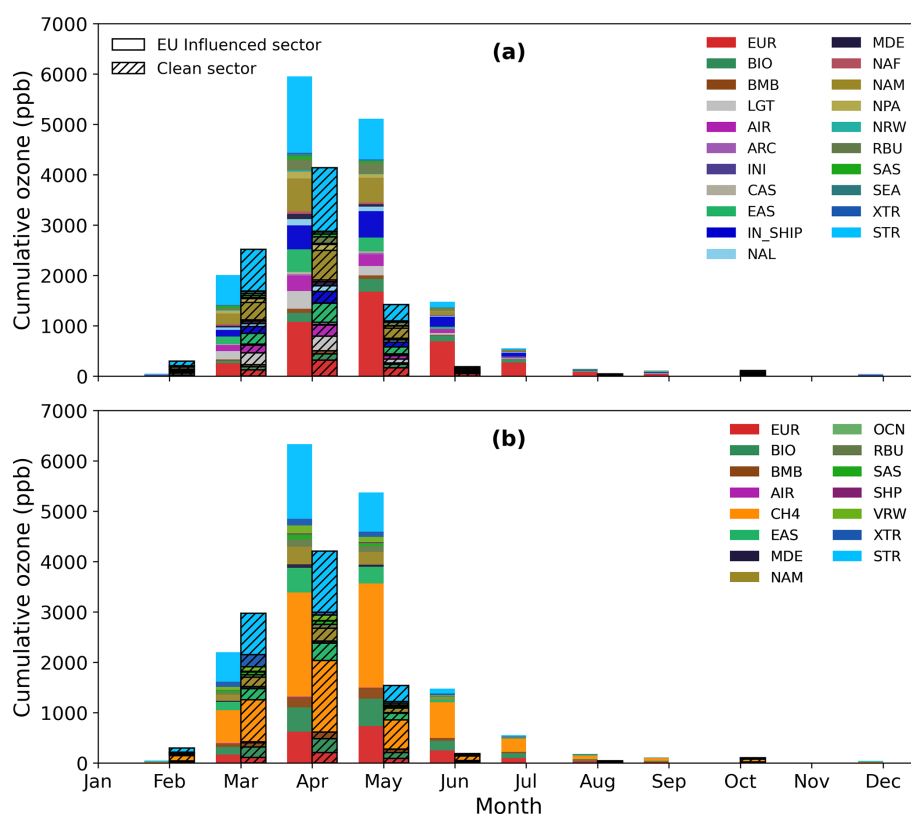 7000
6000
5000
4000
3000
2000
1000
0
Cumulative ozone (ppb)
EU Influenced sector
Clean sector
(a)
EUR
BIO
BMB
LGT
AIR
ARC
INI
CAS
EAS
IN_SHIP
NAL
MDE
NAF
NAM
NPA
NRW
RBU
SAS
SEA
XTR
STR
7000
6000
5000
4000
3000
2000
1000
0
Cumulative ozone (ppb)
(b)
EUR
BIO
BMB
AIR
CH4
EAS
MDE
NAM
OCN
RBU
SAS
SHP
VRW
XTR
STR
Jan Feb Mar Apr May Jun Jul Aug Sep Oct Nov Dec
Month